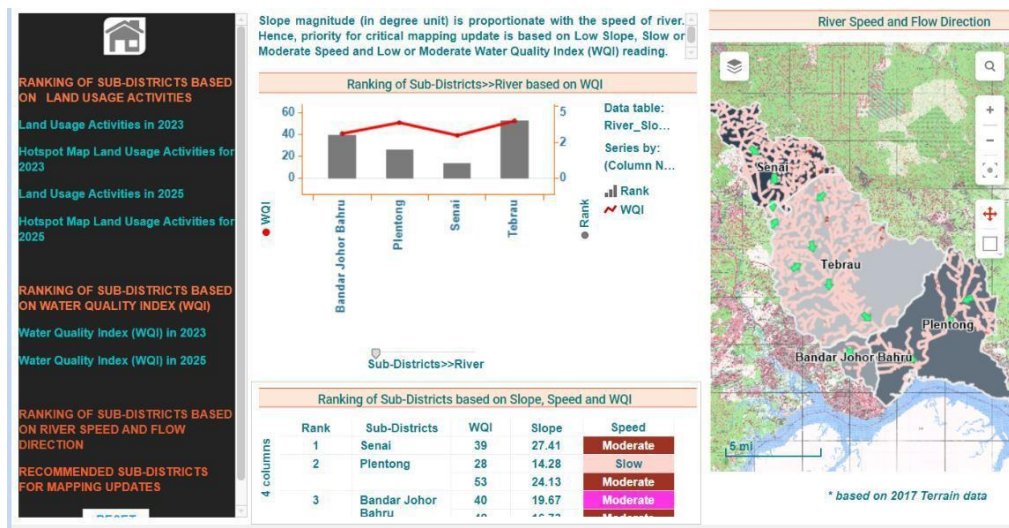 RANKING OF SUB-DISTRICTS BASED
ON LAND USAGE ACTIVITIES
Land Usage Activities in 2023
Hotspot Map Land Usage Activities for
2023
Land Usage Activities in 2025
Hotspot Map Land Usage Activities for
2025
RANKING OF SUB-DISTRICTS BASED
ON WATER QUALITY INDEX (WQI)
Water Quality Index (WQI) in 2023
Water Quality Index (WQI) in 2025
RANKING OF SUB-DISTRICTS BASED
ON RIVER SPEED AND FLOW
DIRECTION
RECOMMENDED SUB-DISTRICTS
FOR MAPPING UPDATES
RESET
Slope magnitude (in degree unit) is proportionate with the speed of river.
Hence, priority for critical mapping update is based on Low Slope, Slow or
Moderate Speed and Low or Moderate Water Quality Index (WQI) reading.
Ranking of Sub-Districts>>River based on WQI
60
40
20
0
5
2
0
WQI
Rank
Bandar Johor Bahru
Plentong
Senai
Tebrau
Data table:
River_Slo...
Series by:
(Column N...
Rank
WQI
Sub-Districts>>River
Ranking of Sub-Districts based on Slope, Speed and WQI
4 columns
Rank Sub-Districts WQI Slope Speed
1 Senai 39 27.41 Moderate
2 Plentong 28 14.28 Slow
53 24.13 Moderate
3 Bandar Johor 40 19.67 Moderate
Bahru 16.73 Moderate
River Speed and Flow Direction
Senai
Tebrau
Plentong
Bandar Johor Bahru
5 mi
* based on 2017 Terrain data